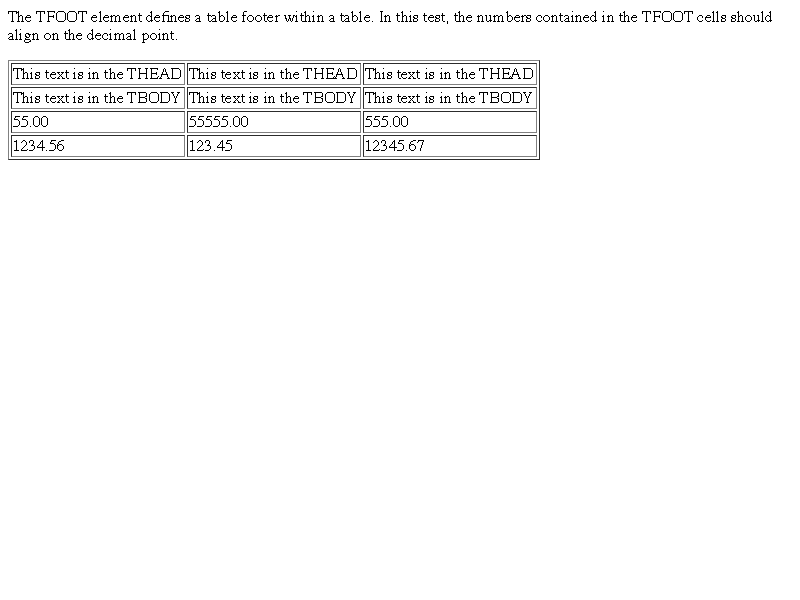 The TFOOT element defines a table footer within a table. In this test, the numbers contained in the TFOOT cells should
align on the decimal point.
This text is in the THEAD This text is in the THEAD This text is in the THEAD
This text is in the TBODY This text is in the TBODY This text is in the TBODY
55.00 55555.00 555.00
1234.56 123.45 12345.67